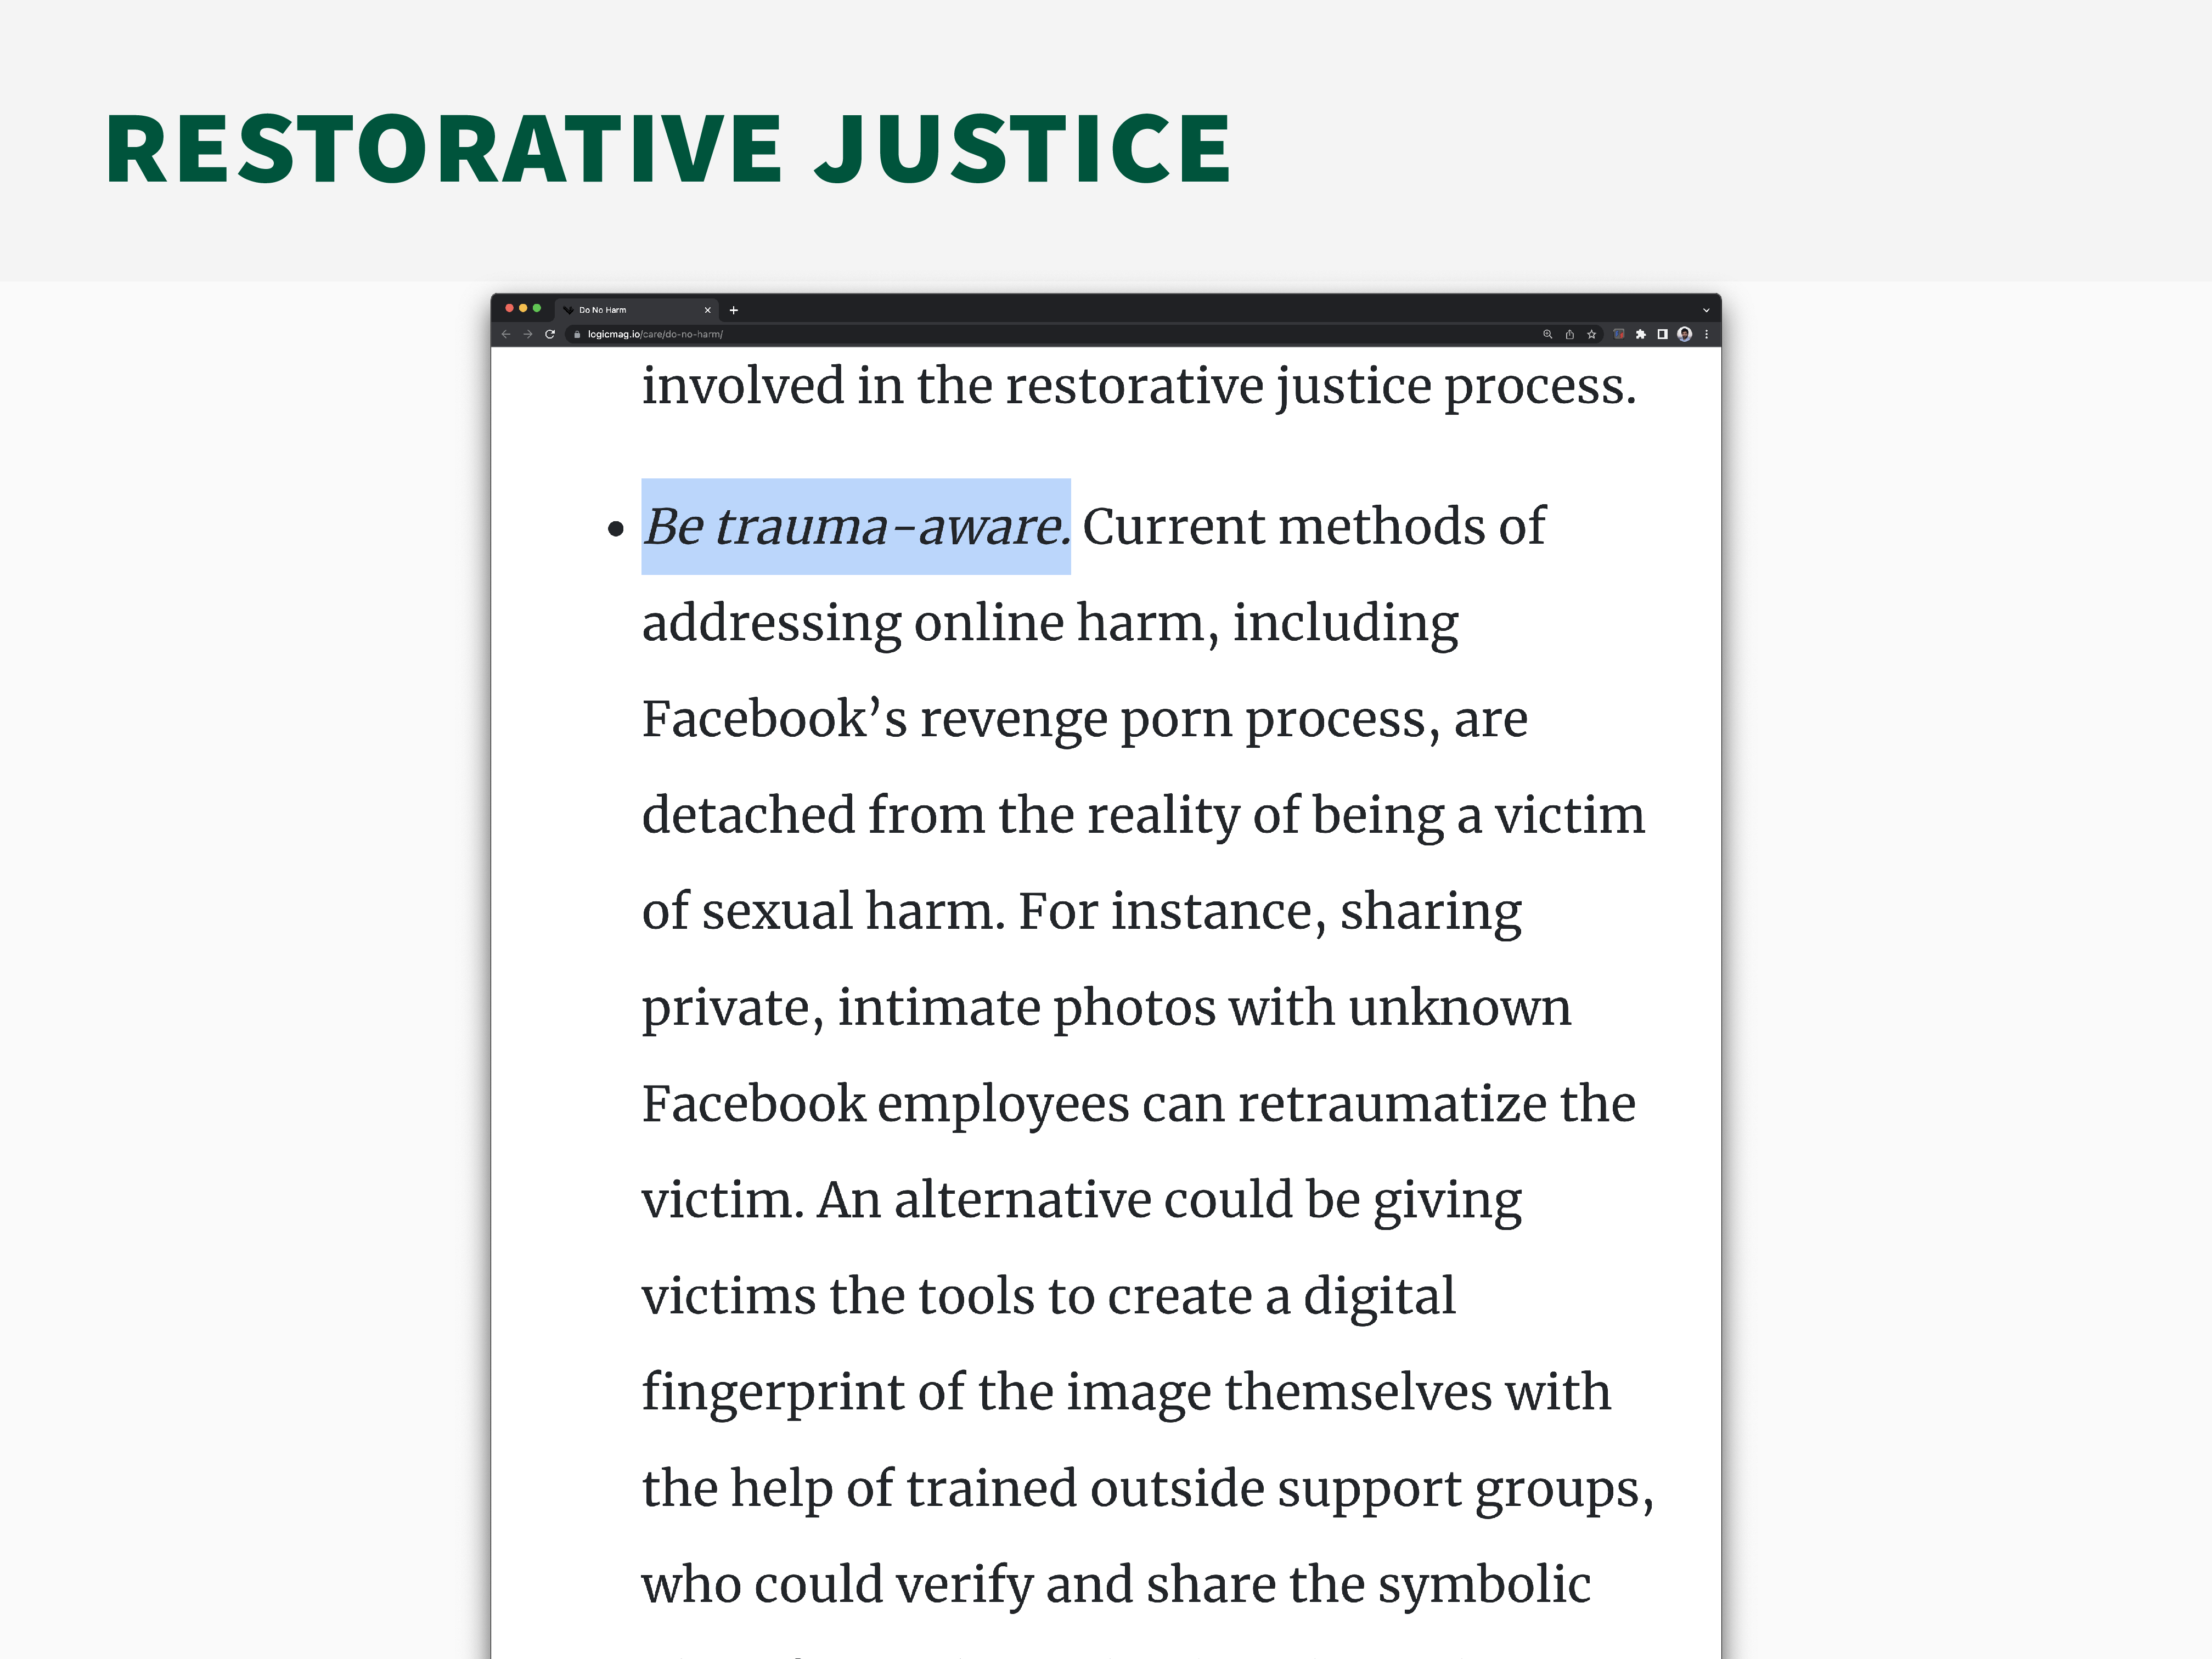 RESTORATIVE JUSTICE
Do No Harm
logicmag.io/care/do-no-harm/
involved in the restorative justice process.
• Be trauma-aware. Current methods of
addressing online harm, including
Facebook’s revenge porn process, are
detached from the reality of being a victim
of sexual harm. For instance, sharing
private, intimate photos with unknown
Facebook employees can retraumatize the
victim. An alternative could be giving
victims the tools to create a digital
fingerprint of the image themselves with
the help of trained outside support groups,
who could verify and share the symbolic